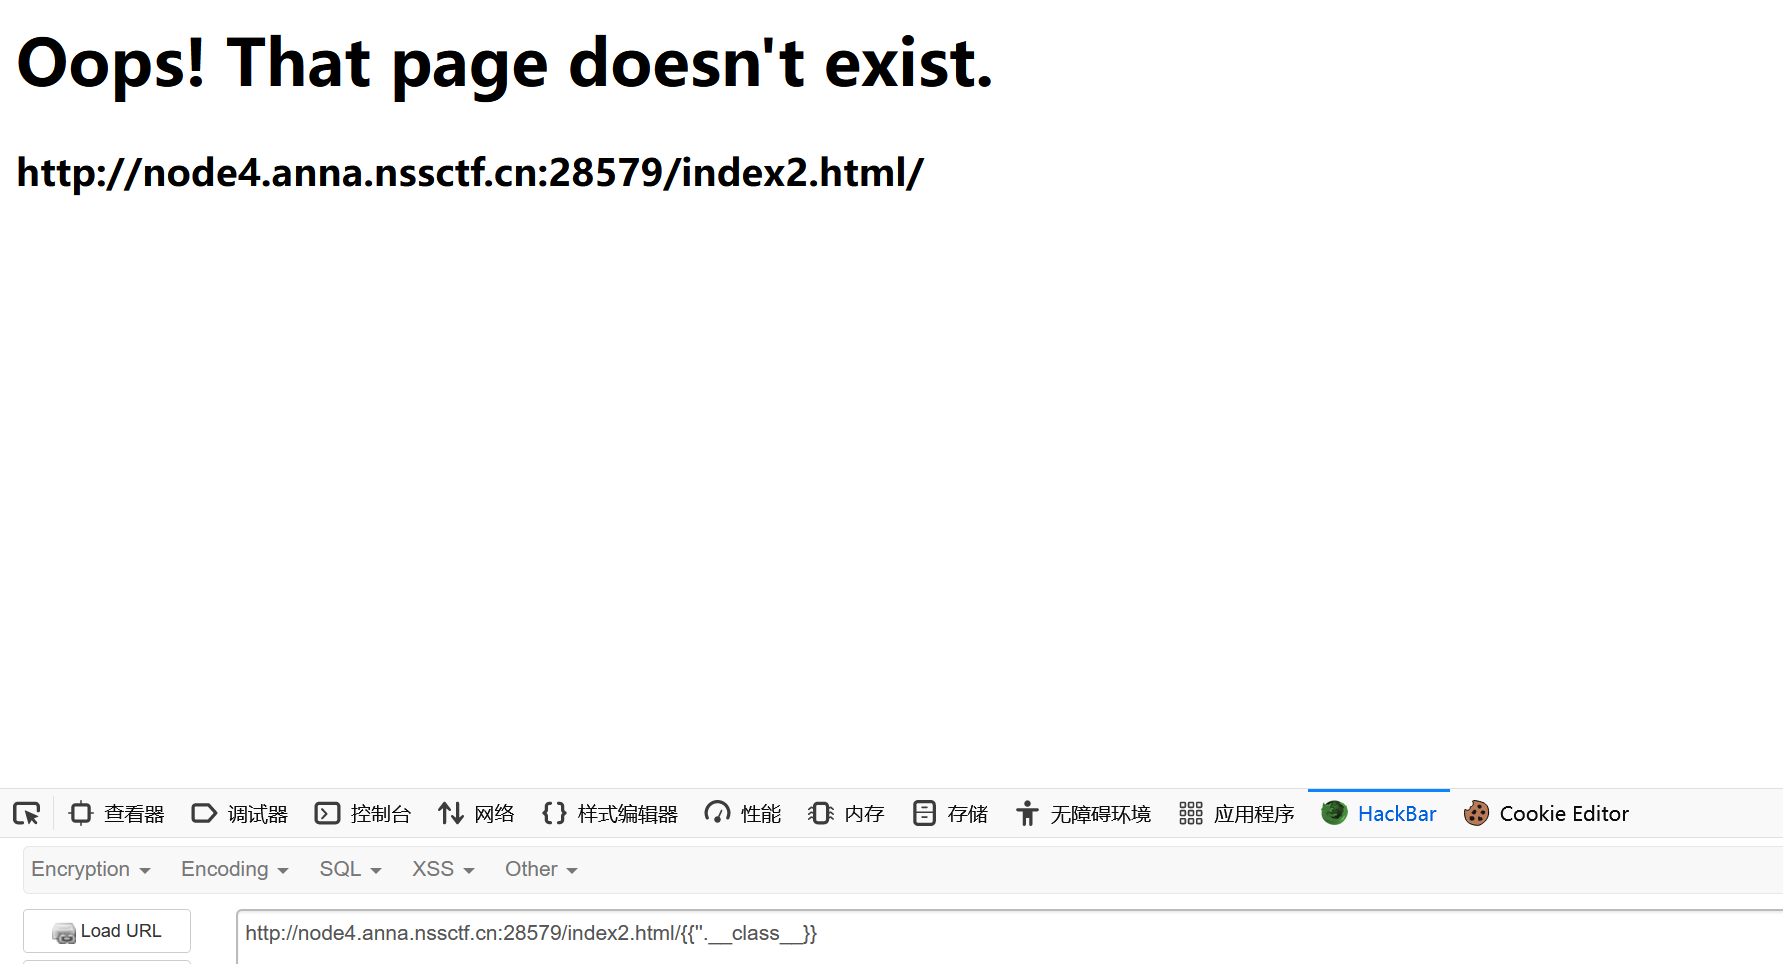 Oops! That page doesn't exist.
http://node4.anna.nssctf.cn:28579/index2.html/
查看器 调试器 控制台 网络 样式编辑器 性能 内存 存储 无障碍环境 应用程序 HackBar Cookie Editor
Encryption Encoding SQL XSS Other
Load URL
http://node4.anna.nssctf.cn:28579/index2.html/{{''.__class__}}